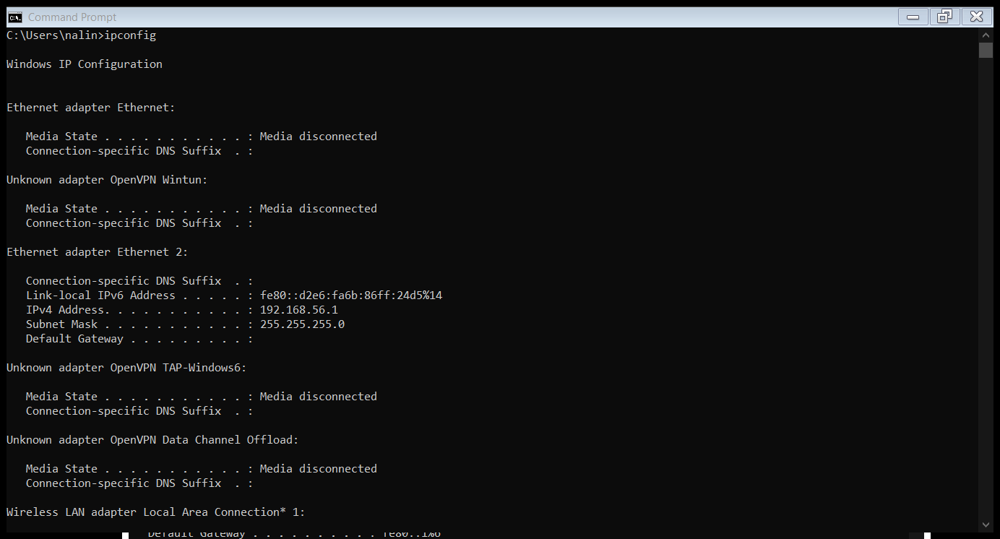 Command Prompt
C:\Users\nalin>ipconfig
Windows IP Configuration
Ethernet adapter Ethernet:
Media State . . . . . . . . . . . : Media disconnected
Connection-specific DNS Suffix  . :
Unknown adapter OpenVPN Wintun:
Media State . . . . . . . . . . . : Media disconnected
Connection-specific DNS Suffix  . :
Ethernet adapter Ethernet 2:
Connection-specific DNS Suffix  . :
Link-local IPv6 Address . . . . . : fe80::d2e6:fa6b:86ff:24d5%14
IPv4 Address. . . . . . . . . . . : 192.168.56.1
Subnet Mask . . . . . . . . . . . : 255.255.255.0
Default Gateway . . . . . . . . . :
Unknown adapter OpenVPN TAP-Windows6:
Media State . . . . . . . . . . . : Media disconnected
Connection-specific DNS Suffix  . :
Unknown adapter OpenVPN Data Channel Offload:
Media State . . . . . . . . . . . : Media disconnected
Connection-specific DNS Suffix  . :
Wireless LAN adapter Local Area Connection* 1:
Default Gateway . . . . . . . . . :